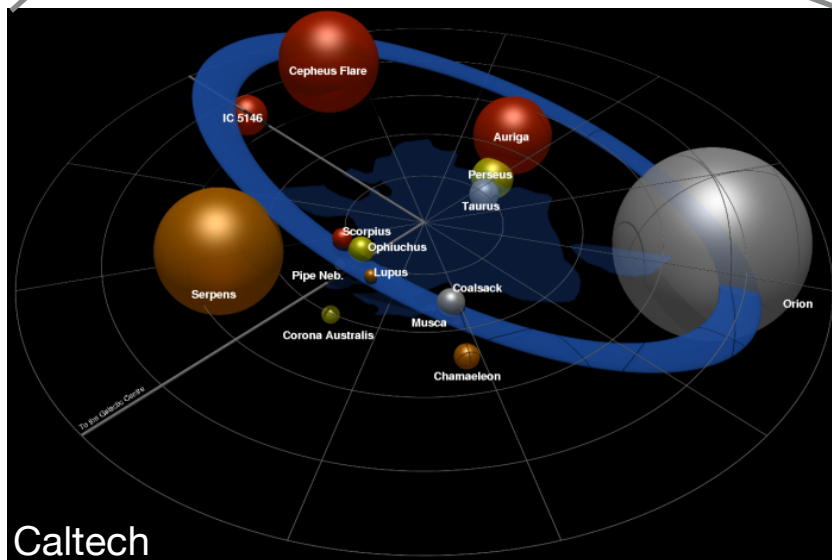 Cepheus Flare
IC 5146
Auriga
Perseus
Taurus
Scorpius
Ophiuchus
Pipe Neb.
Lupus
Serpens
Coalsack
Orion
Musca
Corona Australis
Chamaeleon
To the Galactic Centre
Caltech